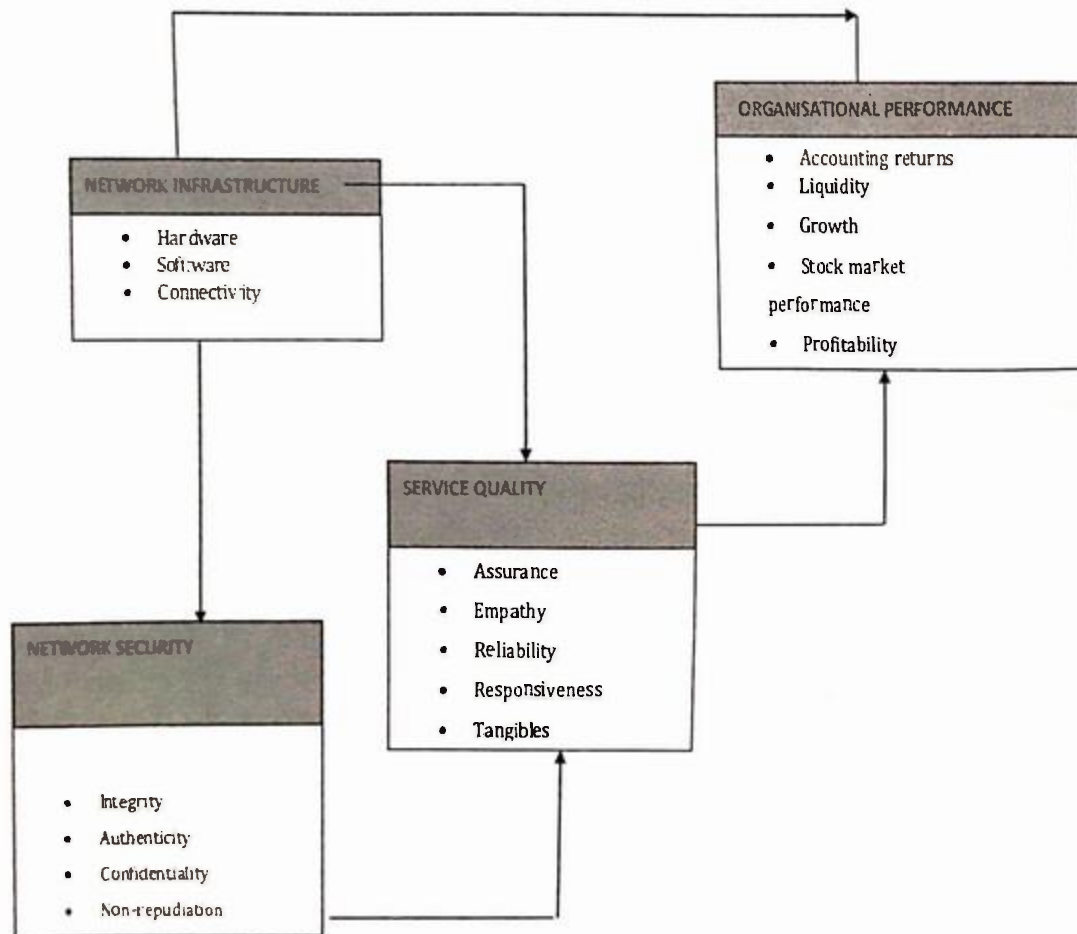 ORGANISATIONAL PERFORMANCE
• Accounting returns
• Liquidity
• Growth
• Stock market
performance
• Profitability
NETWORK INFRASTRUCTURE
• Hardware
• Software
• Connectivity
SERVICE QUALITY
• Assurance
• Empathy
• Reliability
• Responsiveness
• Tangibles
NETWORK SECURITY
• Integrity
• Authenticity
• Confidentiality
• Non-repudiation